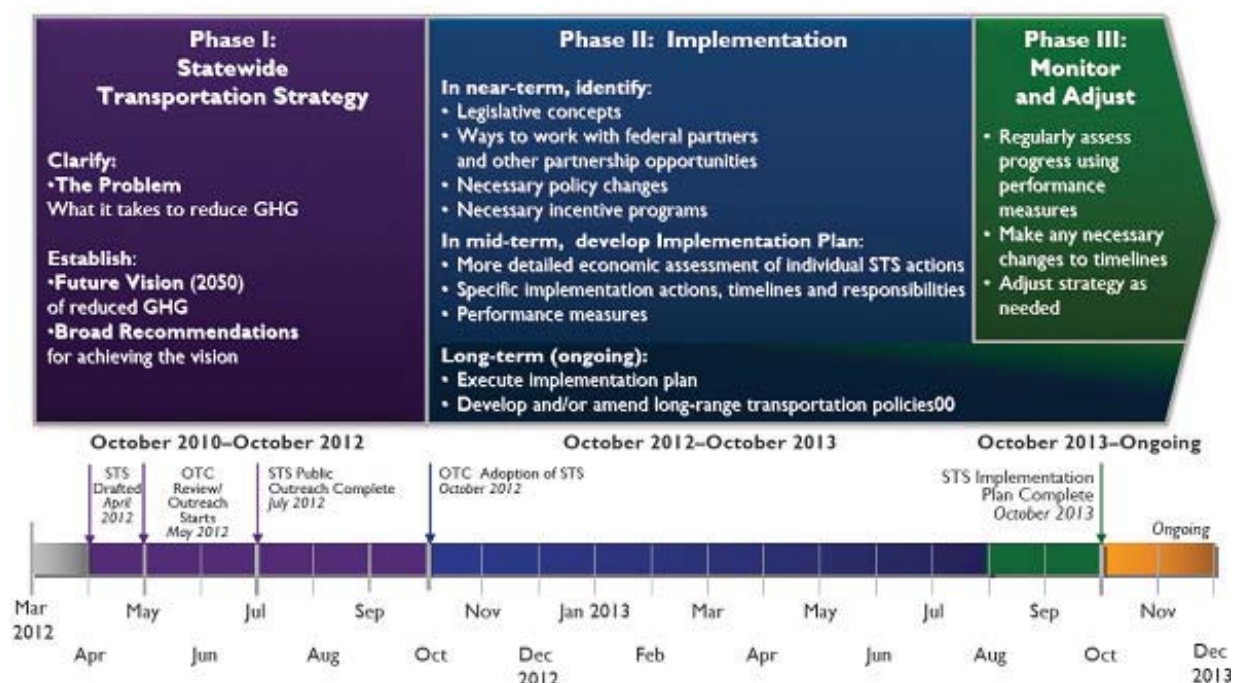 Phase I:
Statewide
Transportation Strategy
Clarify:
•The Problem
What it takes to reduce GHG
Establish:
•Future Vision (2050)
of reduced GHG
•Broad Recommendations
for achieving the vision
Phase II: Implementation
In near-term, identify:
• Legislative concepts
• Ways to work with federal partners
and other partnership opportunities
• Necessary policy changes
• Necessary incentive programs
In mid-term, develop Implementation Plan:
• More detailed economic assessment of individual STS actions
• Specific implementation actions, timelines and responsibilities
• Performance measures
Long-term (ongoing):
• Execute implementation plan
• Develop and/or amend long-range transportation policies00
Phase III:
Monitor
and Adjust
• Regularly assess
progress using
performance
measures
• Make any necessary
changes to timelines
• Adjust strategy as
needed
October 2010–October 2012
October 2012–October 2013
October 2013–Ongoing
STS
Drafted
April
2012
OTC
Review/
Outreach
Starts
May 2012
STS Public
Outreach Complete
July 2012
OTC Adoption of STS
October 2012
STS Implementation
Plan Complete
October 2013
Ongoing
Mar
2012
May
Jul
Sep
Nov
Jan 2013
Mar
May
Jul
Sep
Nov
Apr
Jun
Aug
Oct
Dec
2012
Feb
Apr
Jun
Aug
Oct
Dec
2013